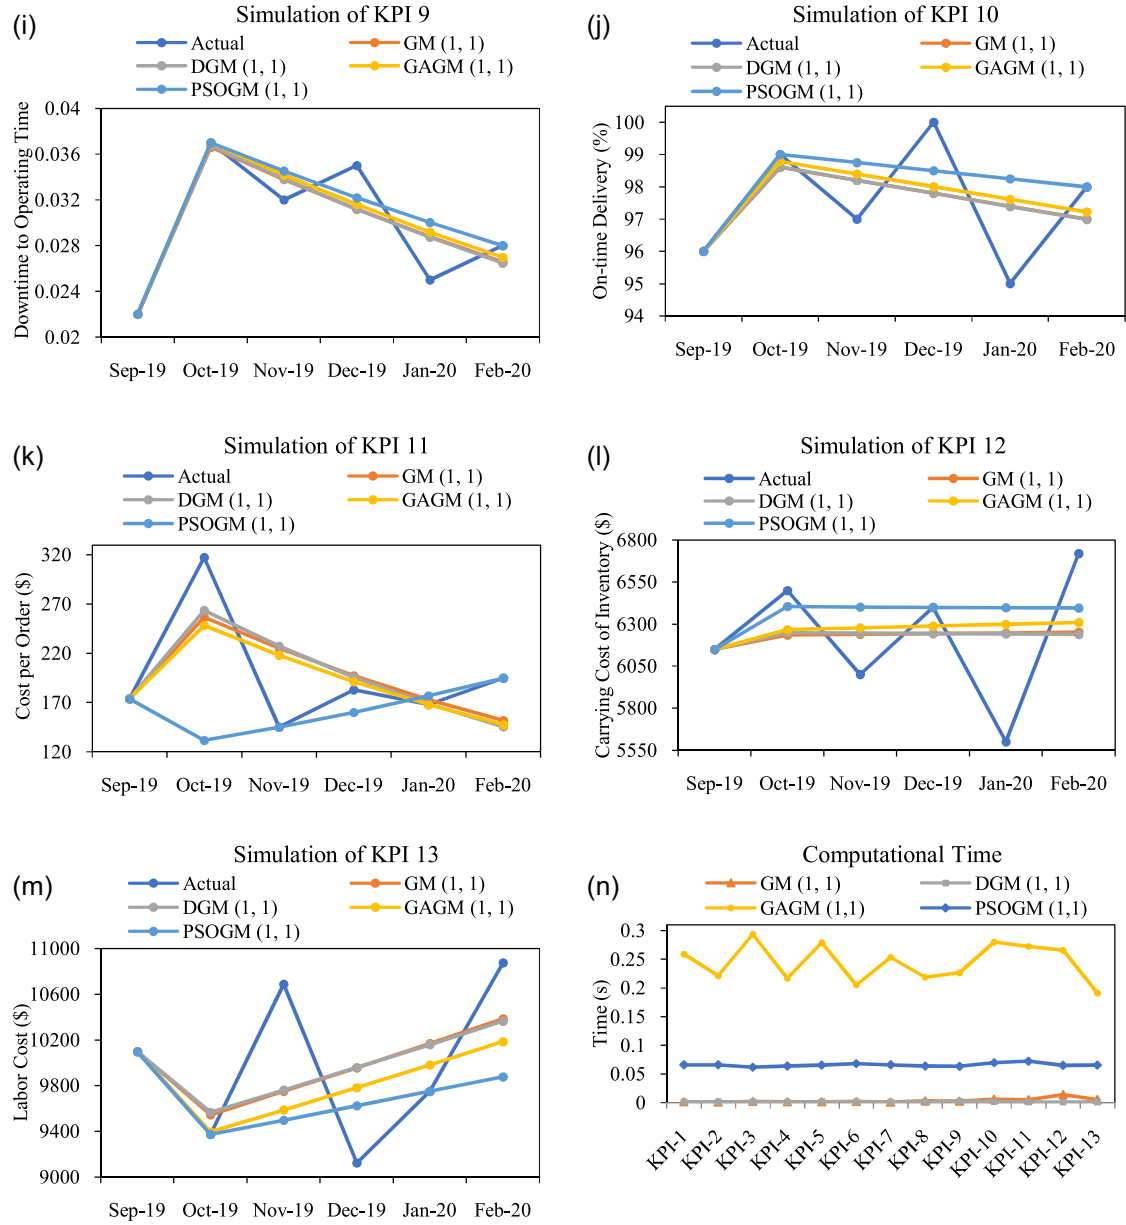 (i)
Simulation of KPI 9
Actual
GM (1, 1)
DGM (1, 1)
GAGM (1, 1)
PSOGM (1, 1)
Downtime to Operating Time
0.04
0.036
0.032
0.028
0.024
0.02
Sep-19 Oct-19 Nov-19 Dec-19 Jan-20 Feb-20
(j)
Simulation of KPI 10
Actual
GM (1, 1)
DGM (1, 1)
GAGM (1, 1)
PSOGM (1, 1)
On-time Delivery (%)
100
99
98
97
96
95
94
Sep-19 Oct-19 Nov-19 Dec-19 Jan-20 Feb-20
(k)
Simulation of KPI 11
Actual
GM (1, 1)
DGM (1, 1)
GAGM (1, 1)
PSOGM (1, 1)
Cost per Order ($)
320
270
220
170
120
Sep-19 Oct-19 Nov-19 Dec-19 Jan-20 Feb-20
(l)
Simulation of KPI 12
Actual
GM (1, 1)
DGM (1, 1)
GAGM (1, 1)
PSOGM (1, 1)
Carrying Cost of Inventory ($)
6800
6550
6300
6050
5800
5550
Sep-19 Oct-19 Nov-19 Dec-19 Jan-20 Feb-20
(m)
Simulation of KPI 13
Actual
GM (1, 1)
DGM (1, 1)
GAGM (1, 1)
PSOGM (1, 1)
Labor Cost ($)
11000
10600
10200
9800
9400
9000
Sep-19 Oct-19 Nov-19 Dec-19 Jan-20 Feb-20
(n)
Computational Time
GM (1, 1)
DGM (1, 1)
GAGM (1,1)
PSOGM (1,1)
Time (s)
0.3
0.25
0.2
0.15
0.1
0.05
0
KPI-1 KPI-2 KPI-3 KPI-4 KPI-5 KPI-6 KPI-7 KPI-8 KPI-9 KPI-10 KPI-11 KPI-12 KPI-13